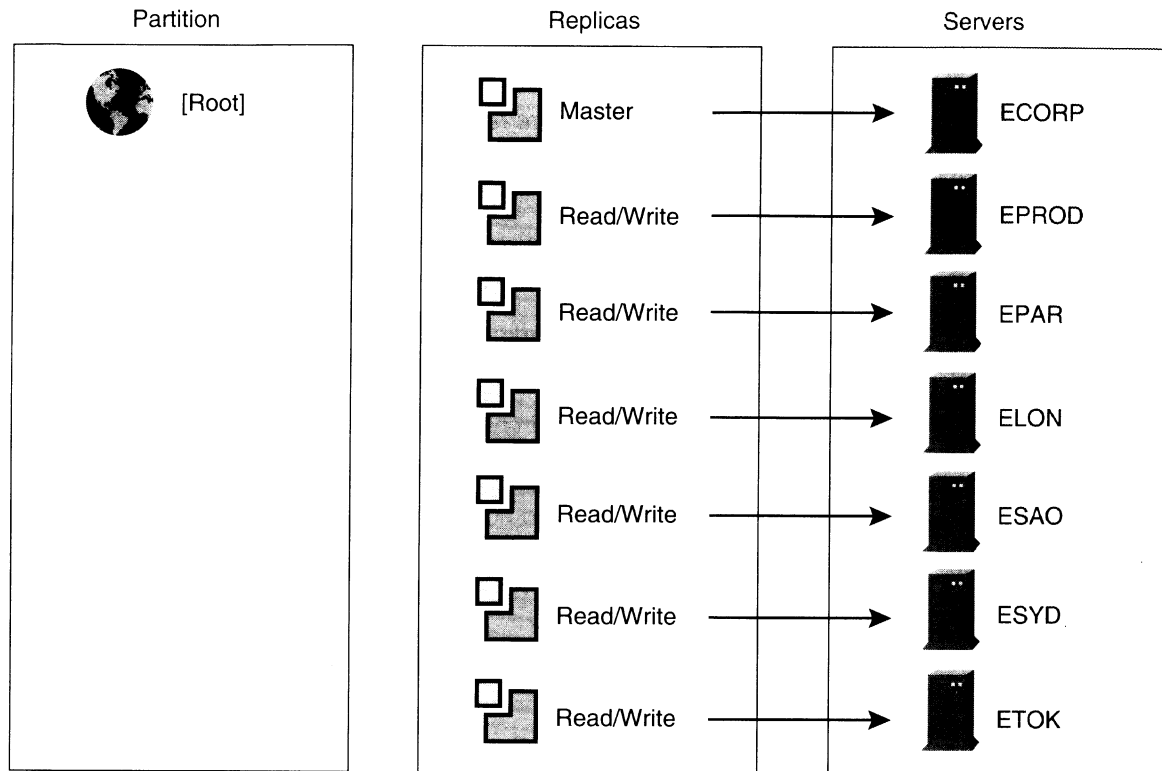 Partition Replicas Servers
[Root] Master ECORP
Read/Write EPROD
Read/Write EPAR
Read/Write ELON
Read/Write ESAO
Read/Write ESYD
Read/Write ETOK